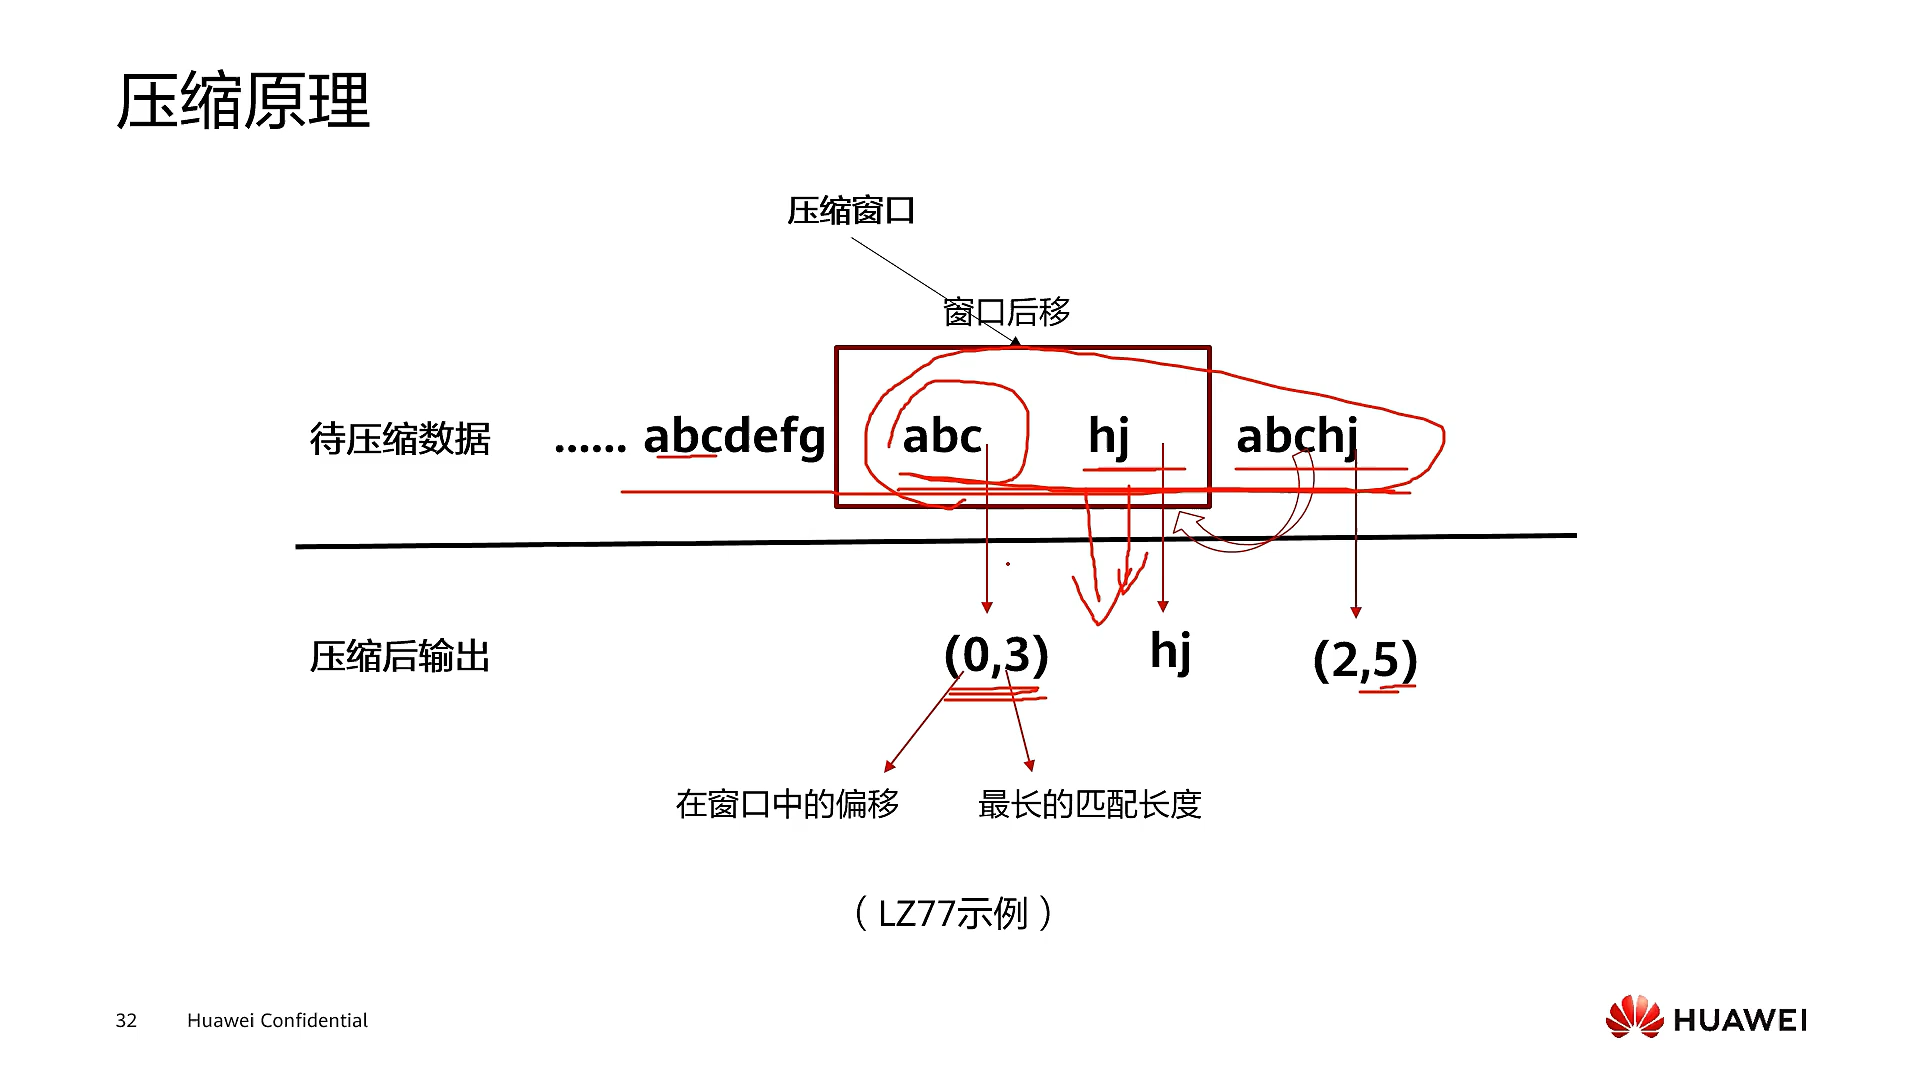 压缩原理
压缩窗口
窗口后移
待压缩数据 ...... abcdefg abc hj abchj
压缩后输出 (0,3) hj (2,5)
在窗口中的偏移 最长的匹配长度
（LZ77示例）
32 Huawei Confidential
HUAWEI